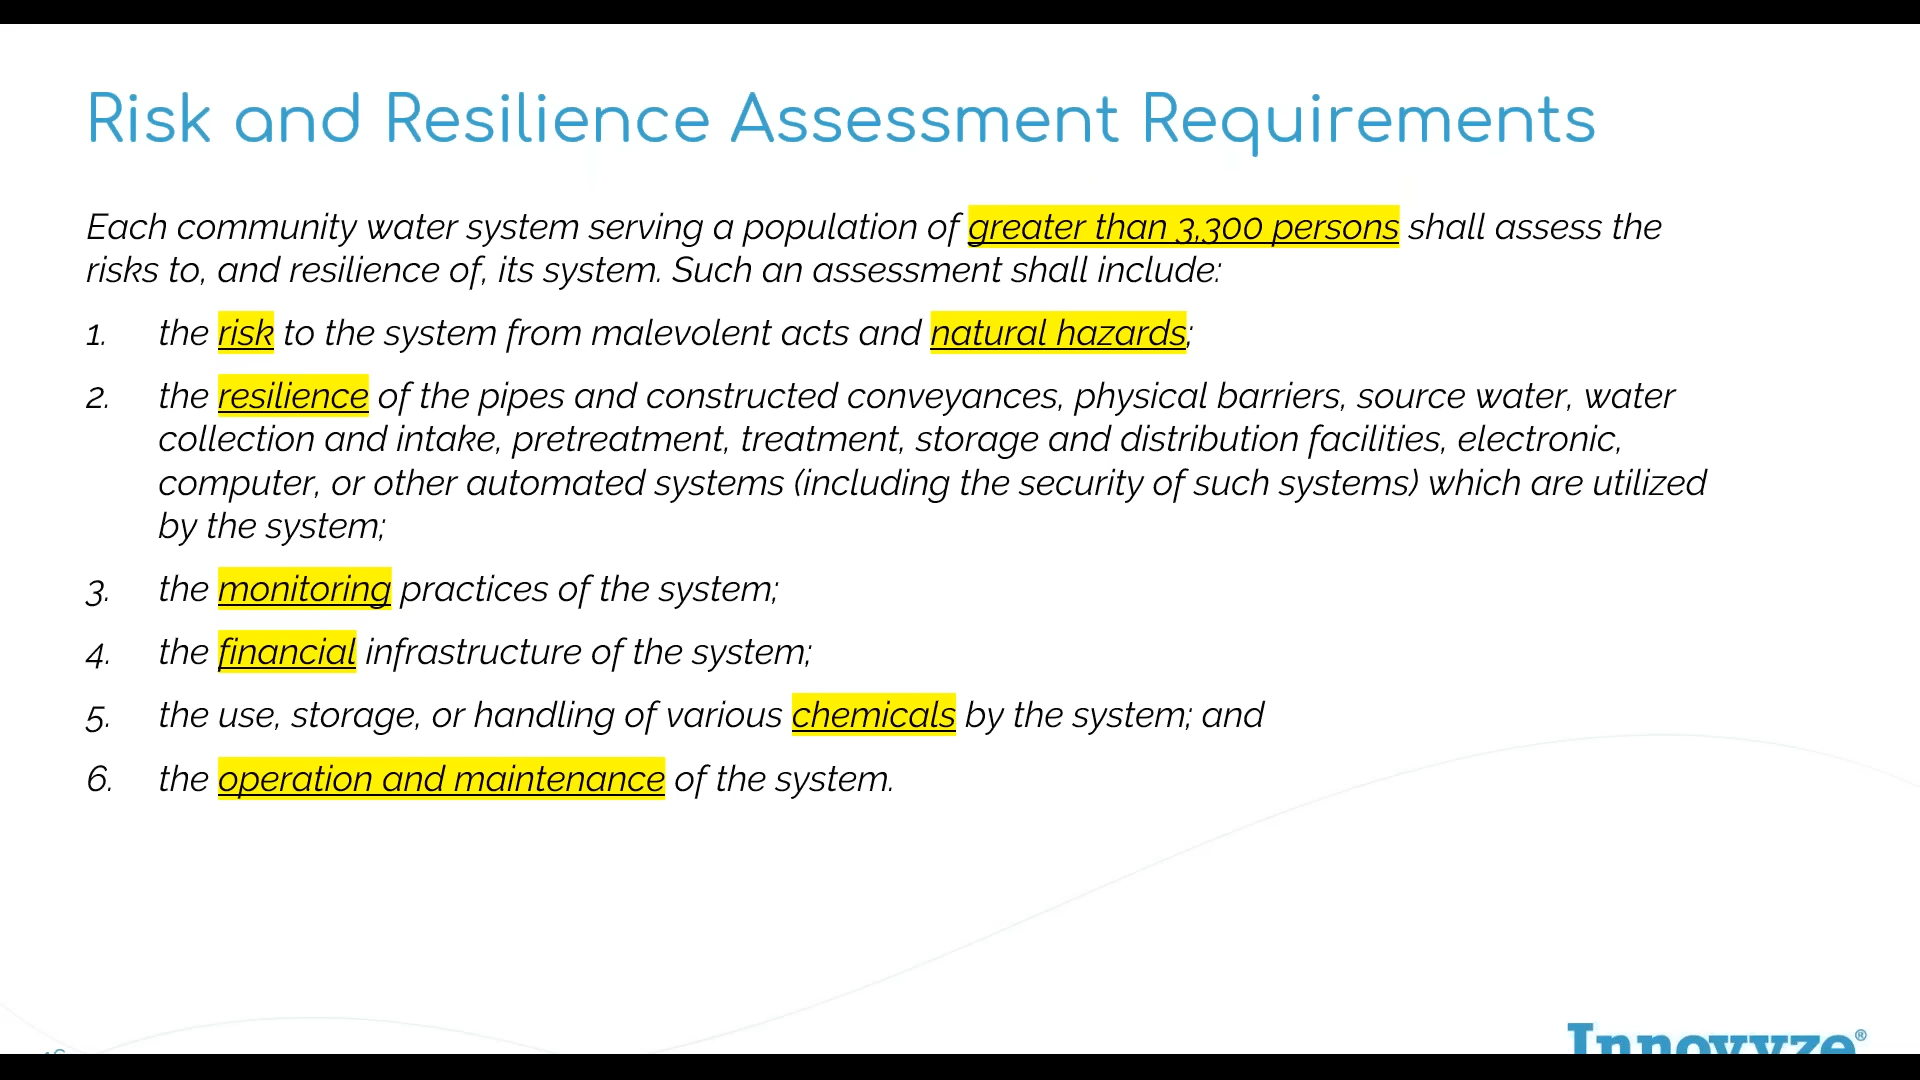 Risk and Resilience Assessment Requirements
Each community water system serving a population of greater than 3,300 persons shall assess the
risks to, and resilience of, its system. Such an assessment shall include:
1. the risk to the system from malevolent acts and natural hazards;
2. the resilience of the pipes and constructed conveyances, physical barriers, source water, water
collection and intake, pretreatment, treatment, storage and distribution facilities, electronic,
computer, or other automated systems (including the security of such systems) which are utilized
by the system;
3. the monitoring practices of the system;
4. the financial infrastructure of the system;
5. the use, storage, or handling of various chemicals by the system; and
6. the operation and maintenance of the system.
Innovyze®